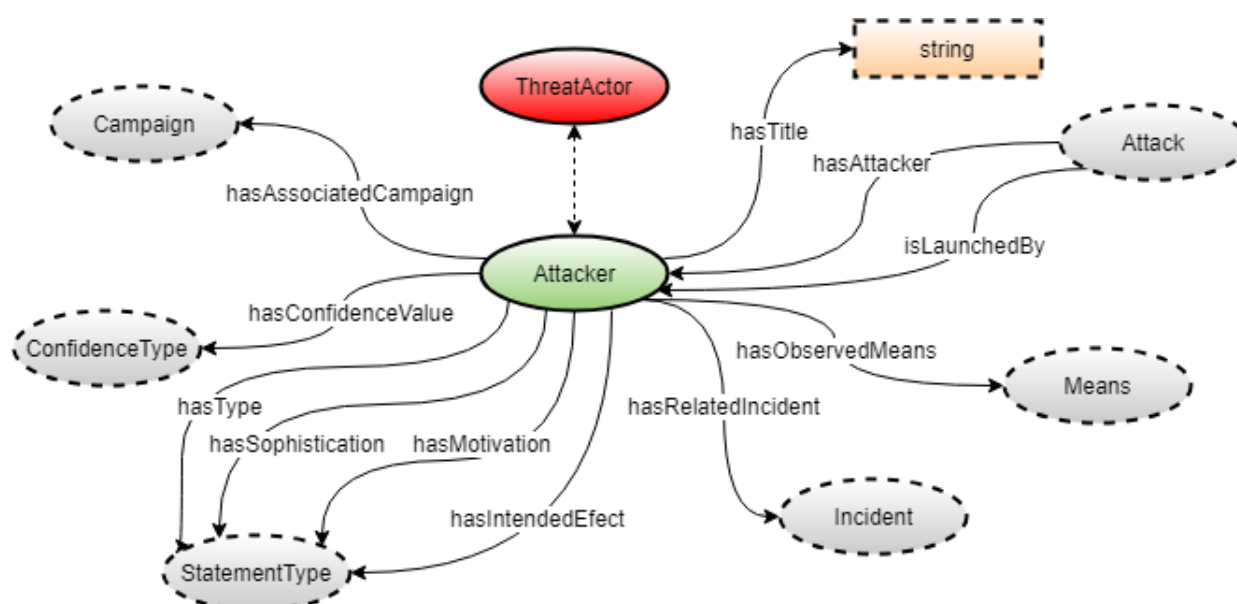 string
ThreatActor
Campaign
hasTitle
Attack
hasAttacker
hasAssociatedCampaign
isLaunchedBy
Attacker
hasConfidenceValue
ConfidenceType
hasObservedMeans
Means
hasType
hasRelatedIncident
hasSophistication
hasMotivation
hasIntendedEfect
Incident
StatementType